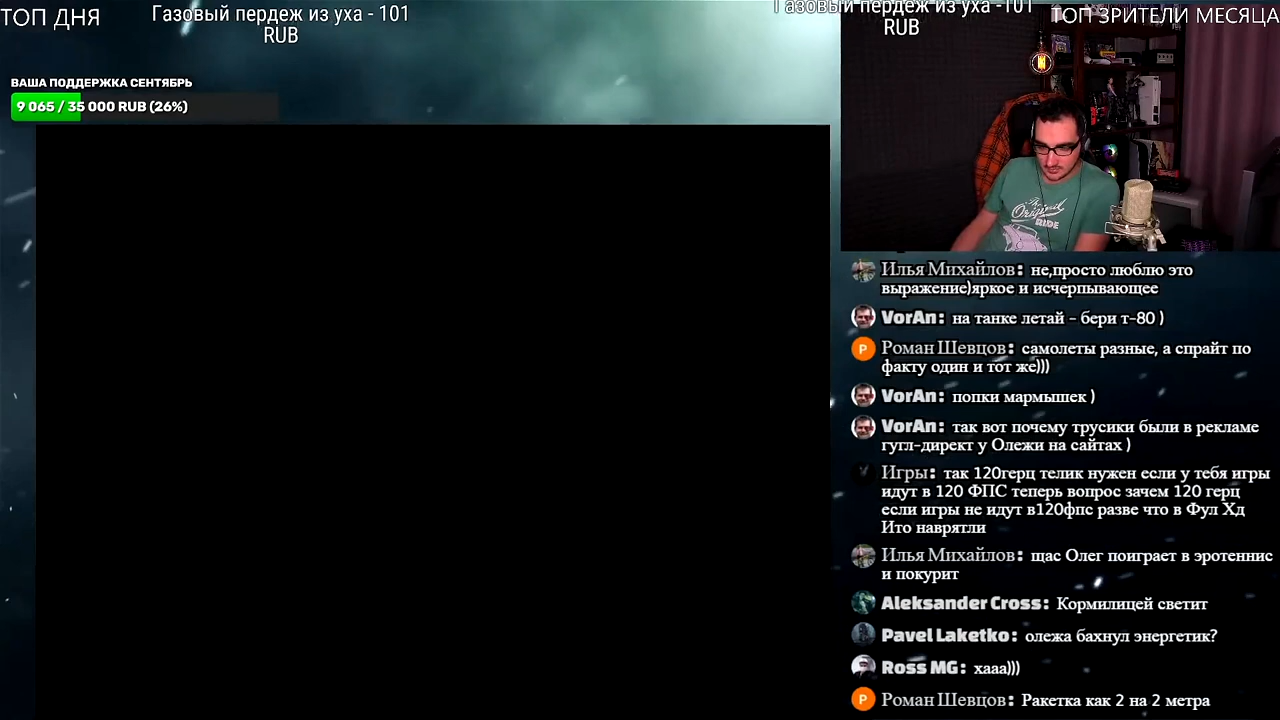 ТОП ДНЯ
Газовый пердеж из уха - 101
RUB
Газовый пердеж из уха -101
RUB
ТОП ЗРИТЕЛИ МЕСЯЦА
ВАША ПОДДЕРЖКА СЕНТЯБРЬ
9 065 / 35 000 RUB (26%)
The
Original
RIDE
Илья Михайлов: не,просто люблю это
выражение)яркое и исчерпывающее
VorAn: на танке летай - бери т-80 )
Роман Шевцов: самолеты разные, а спрайт по
факту один и тот же)))
VorAn: попки мармышек )
VorAn: так вот почему трусики были в рекламе
гугл-директ у Олежи на сайтах )
Игры: так 120герц телик нужен если у тебя игры
идут в 120 ФПС теперь вопрос зачем 120 герц
если игры не идут в120фпс разве что в Фул Хд
Ито наврятли
Илья Михайлов: щас Олег поиграет в эротеннис
и покурит
Aleksander Cross: Кормилицей светит
Pavel Laketko: олежа бахнул энергетик?
Ross MG: хааа)))
Р
Роман Шевцов: Ракетка как 2 на 2 метра